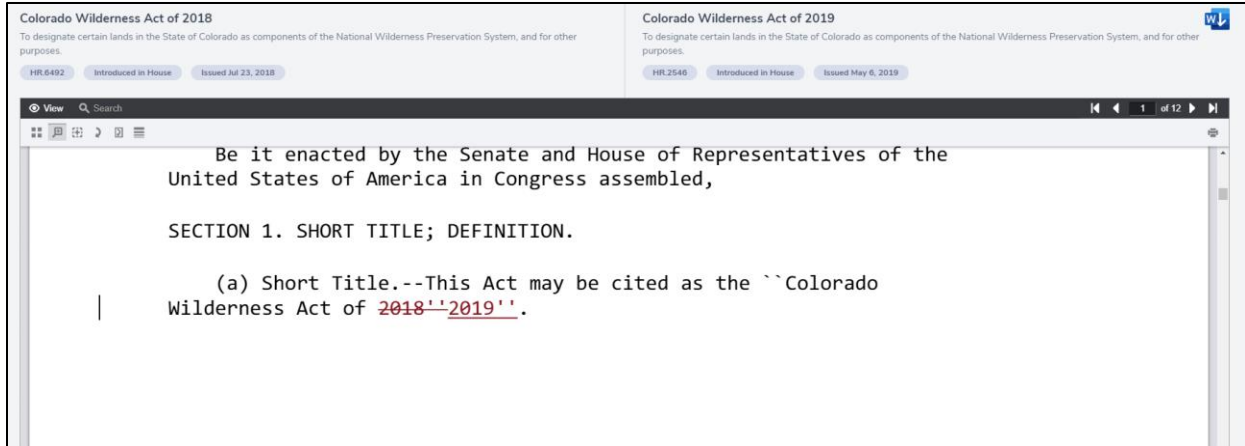 Colorado Wilderness Act of 2018
To designate certain lands in the State of Colorado as components of the National Wilderness Preservation System, and for other
purposes.
HR.6492 Introduced in House Issued Jul 23, 2018
Colorado Wilderness Act of 2019
To designate certain lands in the State of Colorado as components of the National Wilderness Preservation System, and for other
purposes.
HR.2546 Introduced in House Issued May 6, 2019
W
View Search 1 of 12
Be it enacted by the Senate and House of Representatives of the
United States of America in Congress assembled,
SECTION 1. SHORT TITLE; DEFINITION.
(a) Short Title.--This Act may be cited as the ``Colorado
Wilderness Act of 2018''2019''.